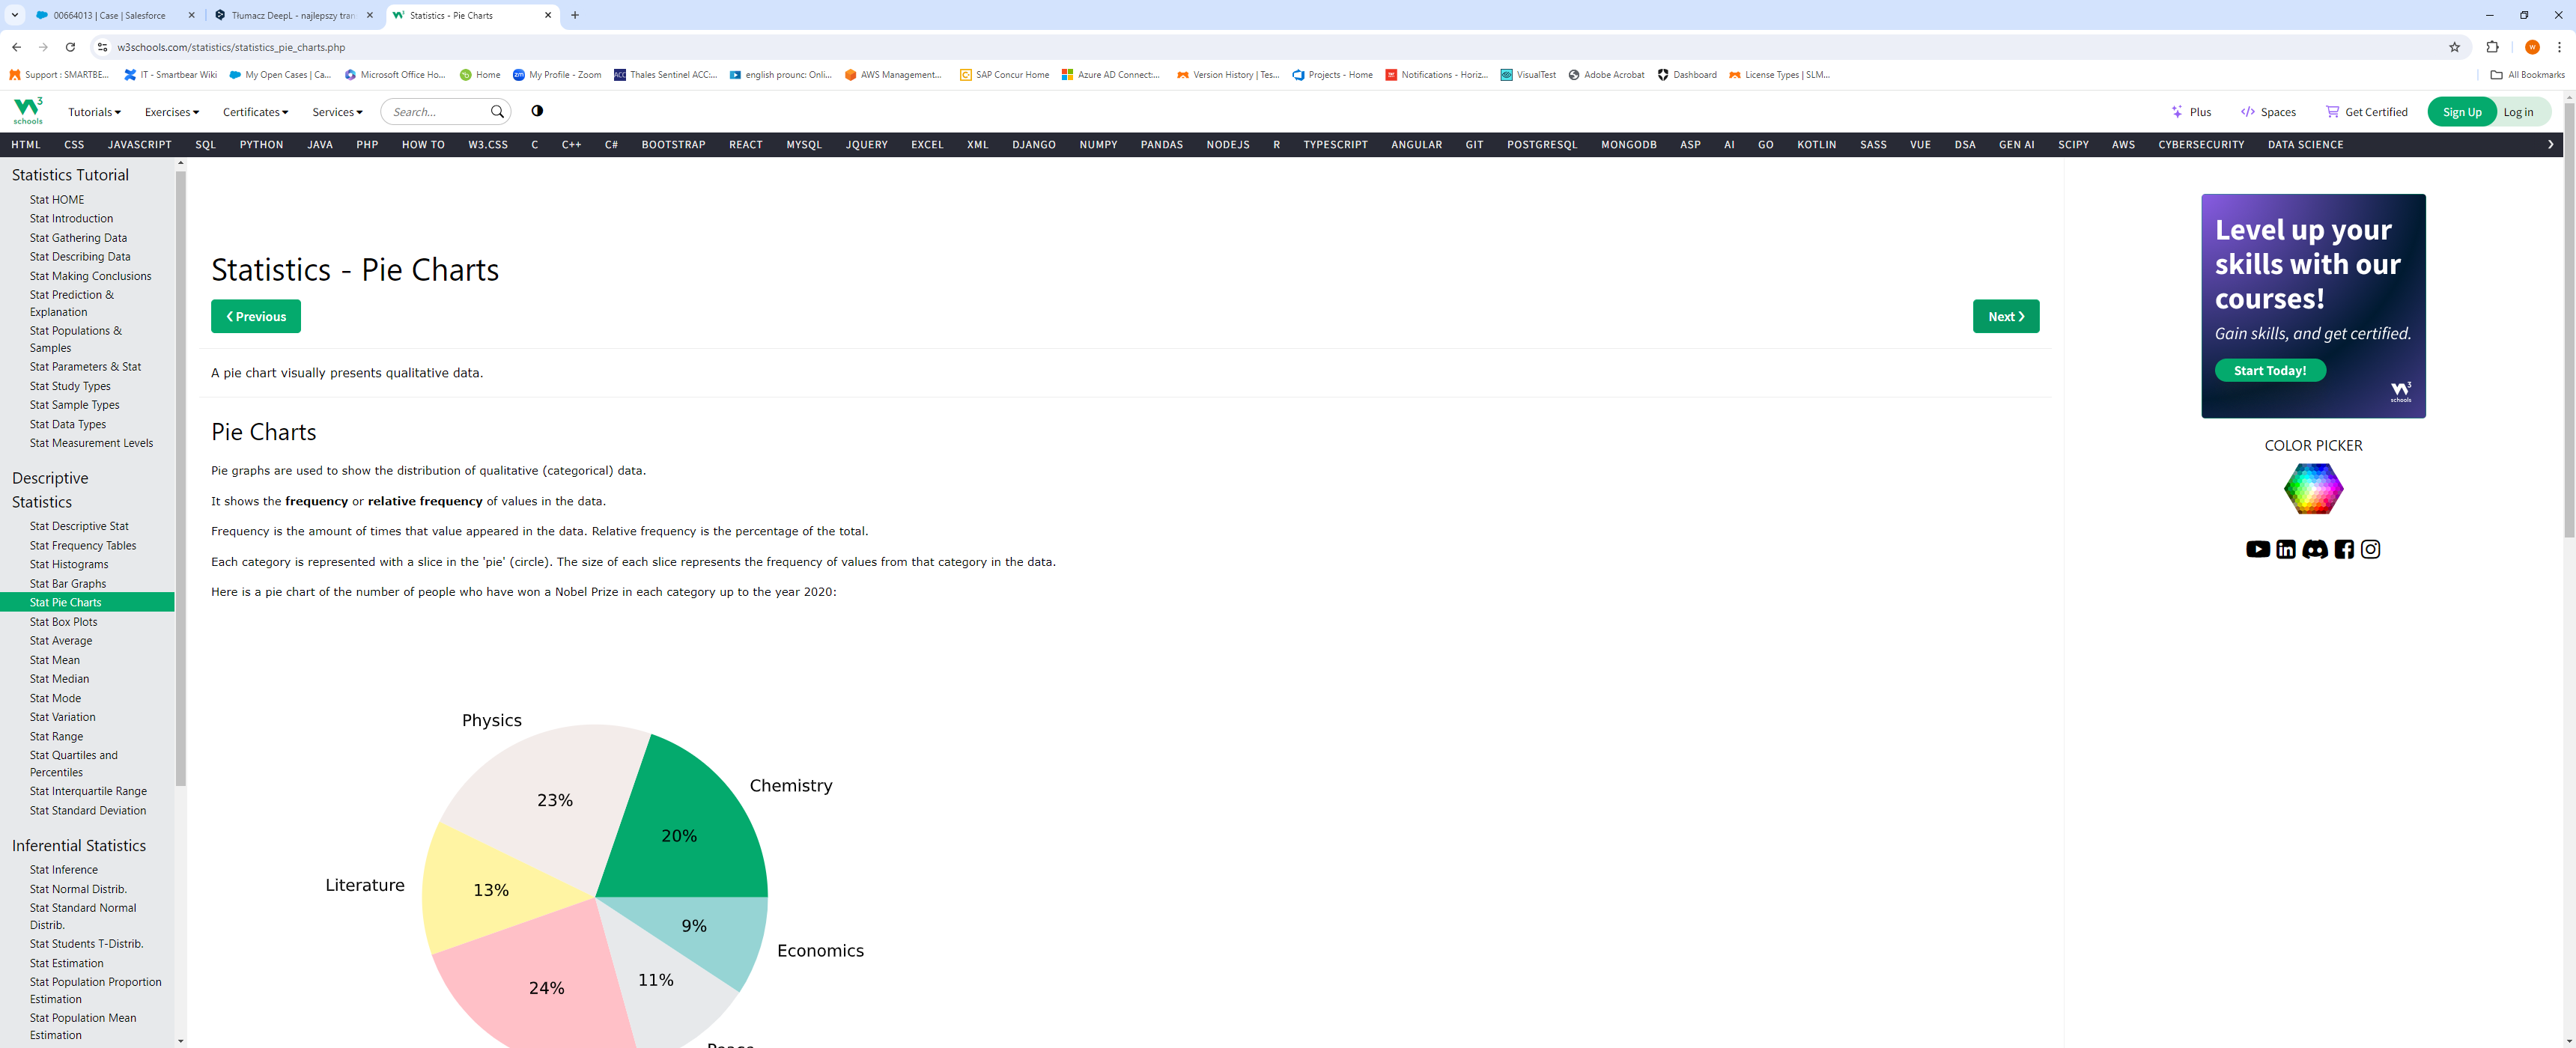 00664013 | Case | Salesforce
Tłumacz DeepL - najlepszy tran
Statistics - Pie Charts
w3schools.com/statistics/statistics_pie_charts.php
Support : SMARTBE...
IT - Smartbear Wiki
My Open Cases | Ca...
Microsoft Office Ho...
Home
My Profile - Zoom
Thales Sentinel ACC:...
english prounc: Onli...
AWS Management...
SAP Concur Home
Azure AD Connect:...
Version History | Tes...
Projects - Home
Notifications - Horiz...
VisualTest
Adobe Acrobat
Dashboard
License Types | SLM...
All Bookmarks
W3 schools
Tutorials
Exercises
Certificates
Services
Search...
Plus
Spaces
Get Certified
Sign Up
Log in
HTML CSS JAVASCRIPT SQL PYTHON JAVA PHP HOW TO W3.CSS C C++ C# BOOTSTRAP REACT MYSQL JQUERY EXCEL XML DJANGO NUMPY PANDAS NODEJS R TYPESCRIPT ANGULAR GIT POSTGRESQL MONGODB ASP AI GO KOTLIN SASS VUE DSA GEN AI SCIPY AWS CYBERSECURITY DATA SCIENCE
Statistics Tutorial
Stat HOME
Stat Introduction
Stat Gathering Data
Stat Describing Data
Stat Making Conclusions
Stat Prediction &
Explanation
Stat Populations &
Samples
Stat Parameters & Stat
Stat Study Types
Stat Sample Types
Stat Data Types
Stat Measurement Levels
Descriptive
Statistics
Stat Descriptive Stat
Stat Frequency Tables
Stat Histograms
Stat Bar Graphs
Stat Pie Charts
Stat Box Plots
Stat Average
Stat Mean
Stat Median
Stat Mode
Stat Variation
Stat Range
Stat Quartiles and
Percentiles
Stat Interquartile Range
Stat Standard Deviation
Inferential Statistics
Stat Inference
Stat Normal Distrib.
Stat Standard Normal
Distrib.
Stat Students T-Distrib.
Stat Estimation
Stat Population Proportion
Estimation
Stat Population Mean
Estimation
Statistics - Pie Charts
❮ Previous
Next ❯
A pie chart visually presents qualitative data.
Pie Charts
Pie graphs are used to show the distribution of qualitative (categorical) data.
It shows the frequency or relative frequency of values in the data.
Frequency is the amount of times that value appeared in the data. Relative frequency is the percentage of the total.
Each category is represented with a slice in the 'pie' (circle). The size of each slice represents the frequency of values from that category in the data.
Here is a pie chart of the number of people who have won a Nobel Prize in each category up to the year 2020:
Physics
Chemistry
23%
20%
Literature
13%
9%
Economics
11%
24%
Level up your
skills with our
courses!
Gain skills, and get certified.
Start Today!
W3 schools
COLOR PICKER